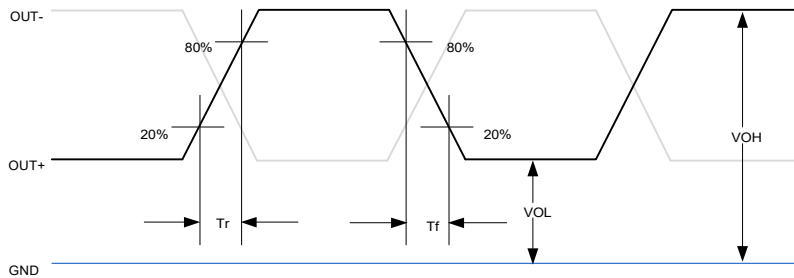 OUT-
80%
80%
20%
20%
VOH
OUT+
VOL
Tr
Tf
GND